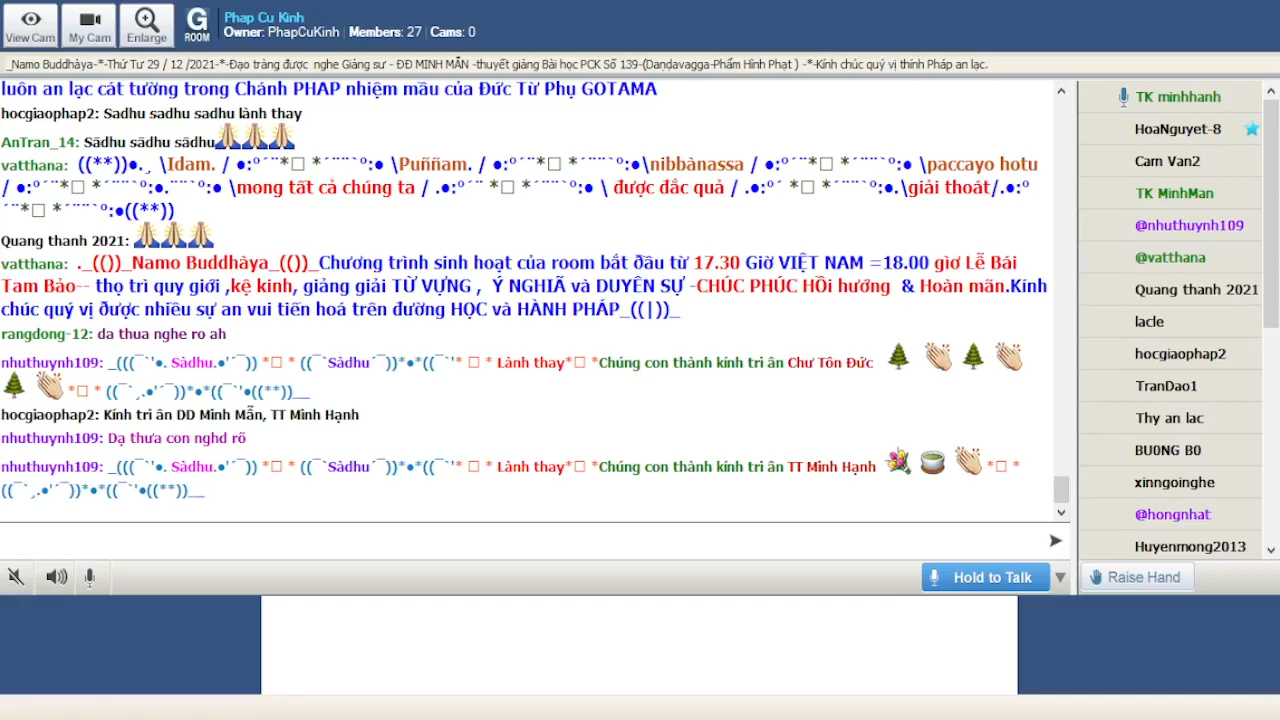 View Cam
My Cam
Enlarge
G
ROOM
Phap Cu Kinh
Owner: PhapCuKinh | Members: 27 | Cams: 0
_Namo Buddhàya-*-Thứ Tư 29 / 12 /2021-*-Đạo tràng được nghe Giảng sư - ĐĐ MINH MẪN -thuyết giảng Bài học PCK Số 139-(Daṇḍavagga-Phẩm Hình Phạt ) -*-Kính chúc quý vị thính Pháp an lạc.
luôn an lạc cát tường trong Chánh PHAP nhiệm mầu của Đức Từ Phụ GOTAMA
hocgiaophap2: Sadhu sadhu sadhu lành thay
AnTran_14: Sādhu sādhu sādhu
vatthana: ((**))•.¸ \Idam. / •:º´¨*□ *´¨¨`º:• \Puññam. / •:º´¨*□ *´¨¨`º:•\nibbànassa / •:º´¨*□ *´¨¨`º:• \paccayo hotu
/ •:º´¨*□ *´¨¨`º:•.¨¨`º:• \mong tất cả chúng ta / .•:º´¨ *□ *´¨¨`º:• \ được đắc quả / .•:º´ *□ *´¨¨`º:•.\giải thoát/.•:º
´¨*□ *´¨¨`º:•((**))
Quang thanh 2021:
vatthana: ._(())_Namo Buddhàya_(())_Chương trình sinh hoạt của room bắt đầu từ 17.30 Giờ VIỆT NAM =18.00 giơ Lễ Bái
Tam Bảo-- thọ trì quy giới ,kệ kinh, giảng giải TỪ VỰNG , Ý NGHIÃ và DUYÊN SỰ -CHÚC PHÚC HỒi hướng & Hoàn mãn.Kính
chúc quý vị được nhiều sự an vui tiến hoá trên đường HỌC và HÀNH PHÁP_((|))_
rangdong-12: da thua nghe ro ah
nhuthuynh109: _(((¯`'•. Sàdhu.•'´¯)) *□ * ((¯`Sàdhu´¯))*•*((¯`'* □ * Lành thay*□ *Chúng con thành kính tri ân Chư Tôn Đức
*□ * ((¯`¸.•'´¯))*•*((¯`'•((**))__
hocgiaophap2: Kính tri ân ĐĐ Minh Mẫn, TT Minh Hạnh
nhuthuynh109: Dạ thưa con nghd rõ
nhuthuynh109: _(((¯`'•. Sàdhu.•'´¯)) *□ * ((¯`Sàdhu´¯))*•*((¯`'* □ * Lành thay*□ *Chúng con thành kính tri ân TT Minh Hạnh *□ *
((¯`¸.•'´¯))*•*((¯`'•((**))__
Hold to Talk
TK minhhanh
HoaNguyet-8
Cam Van2
TK MinhMan
@nhuthuynh109
@vatthana
Quang thanh 2021
lacle
hocgiaophap2
TranDao1
Thy an lac
BU0NG B0
xinngoinghe
@hongnhat
Huyenmong2013
Raise Hand